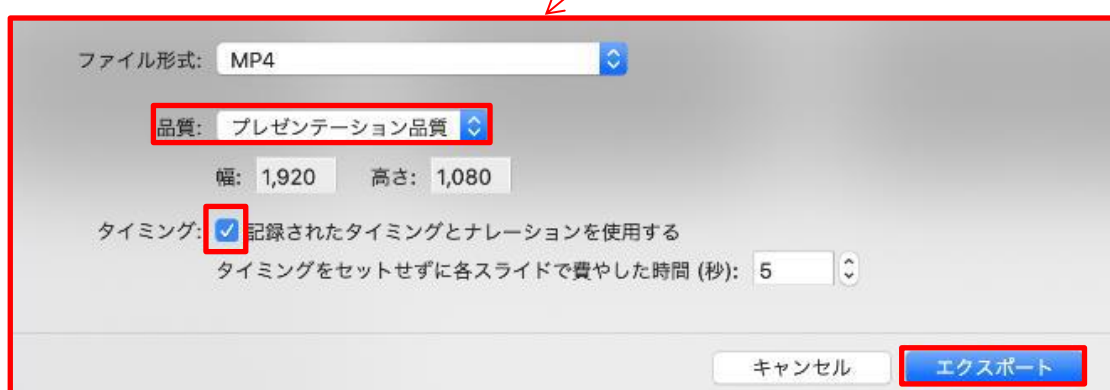 ファイル形式: MP4
品質: プレゼンテーション品質
幅: 1,920 高さ: 1,080
タイミング: 記録されたタイミングとナレーションを使用する
タイミングをセットせずに各スライドで費やした時間 (秒): 5
キャンセル エクスポート